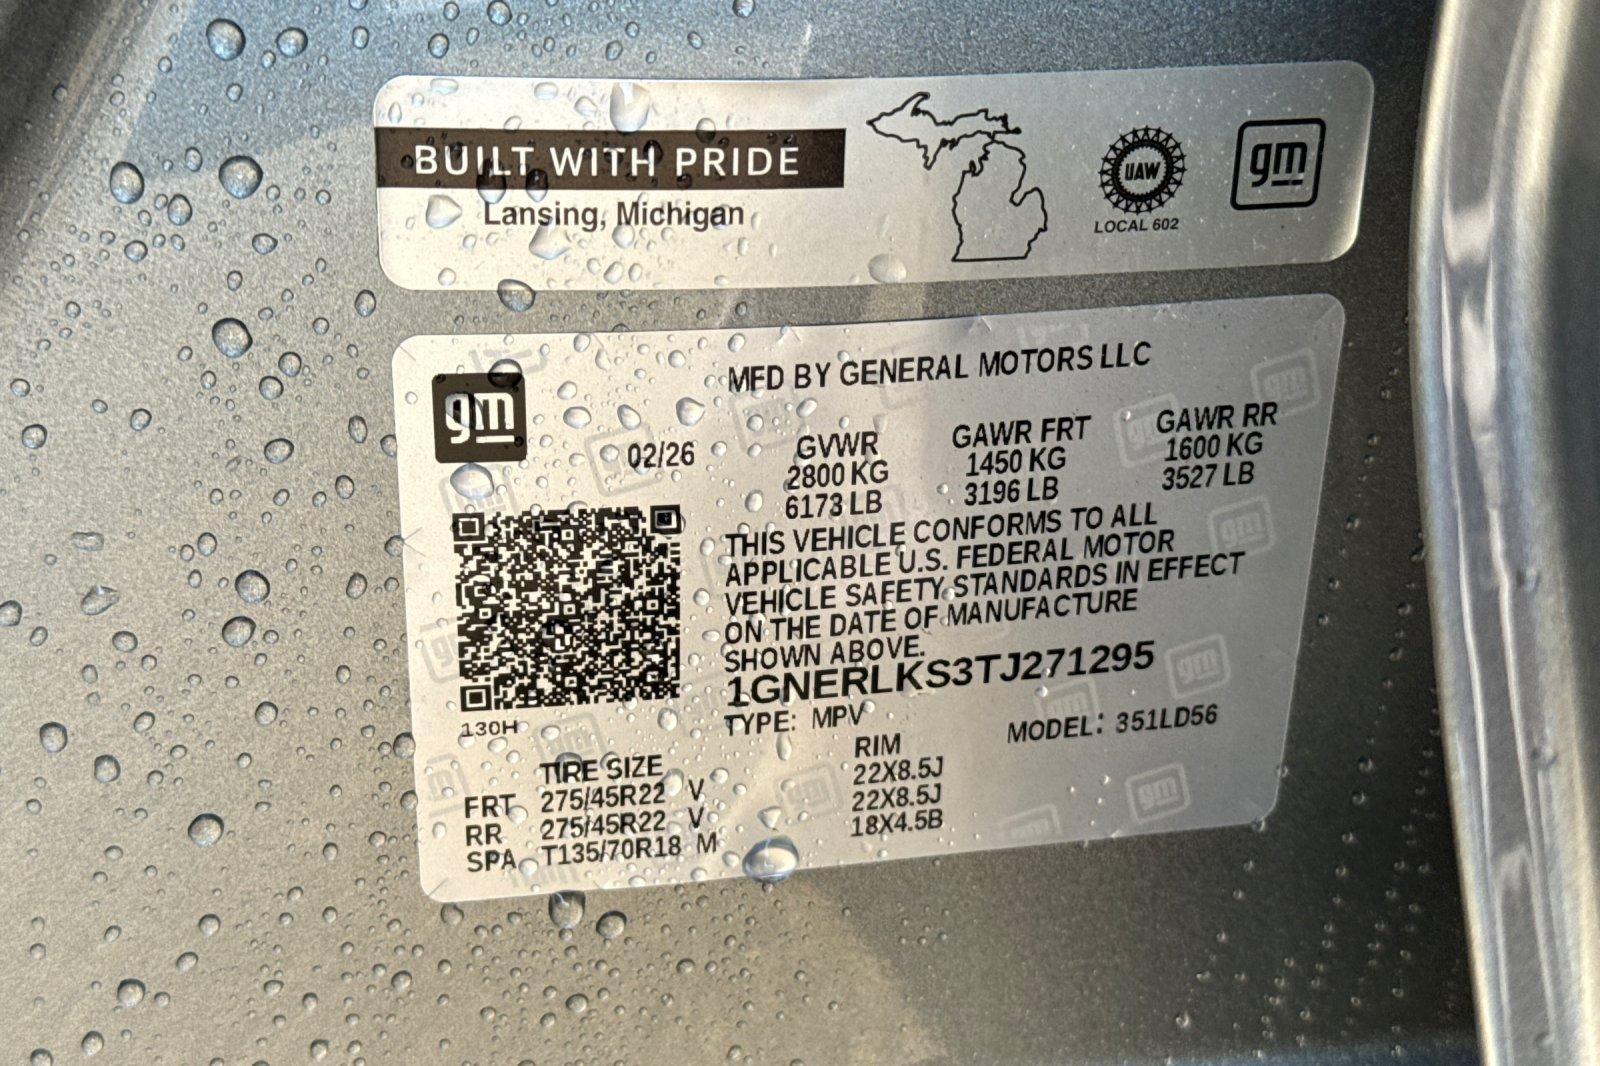 BUILT WITH PRIDE
Lansing, Michigan
UAW
LOCAL 602
gm
gm
MFD BY GENERAL MOTORS LLC
02/26
GVWR GAWR FRT GAWR RR
2800 KG 1450 KG 1600 KG
6173 LB 3196 LB 3527 LB
THIS VEHICLE CONFORMS TO ALL
APPLICABLE U.S. FEDERAL MOTOR
VEHICLE SAFETY STANDARDS IN EFFECT
ON THE DATE OF MANUFACTURE
SHOWN ABOVE.
1GNERLKS3TJ271295
TYPE: MPV MODEL: 351LD56
130H
TIRE SIZE RIM
FRT 275/45R22 V 22X8.5J
RR 275/45R22 V 22X8.5J
SPA T135/70R18 M 18X4.5B